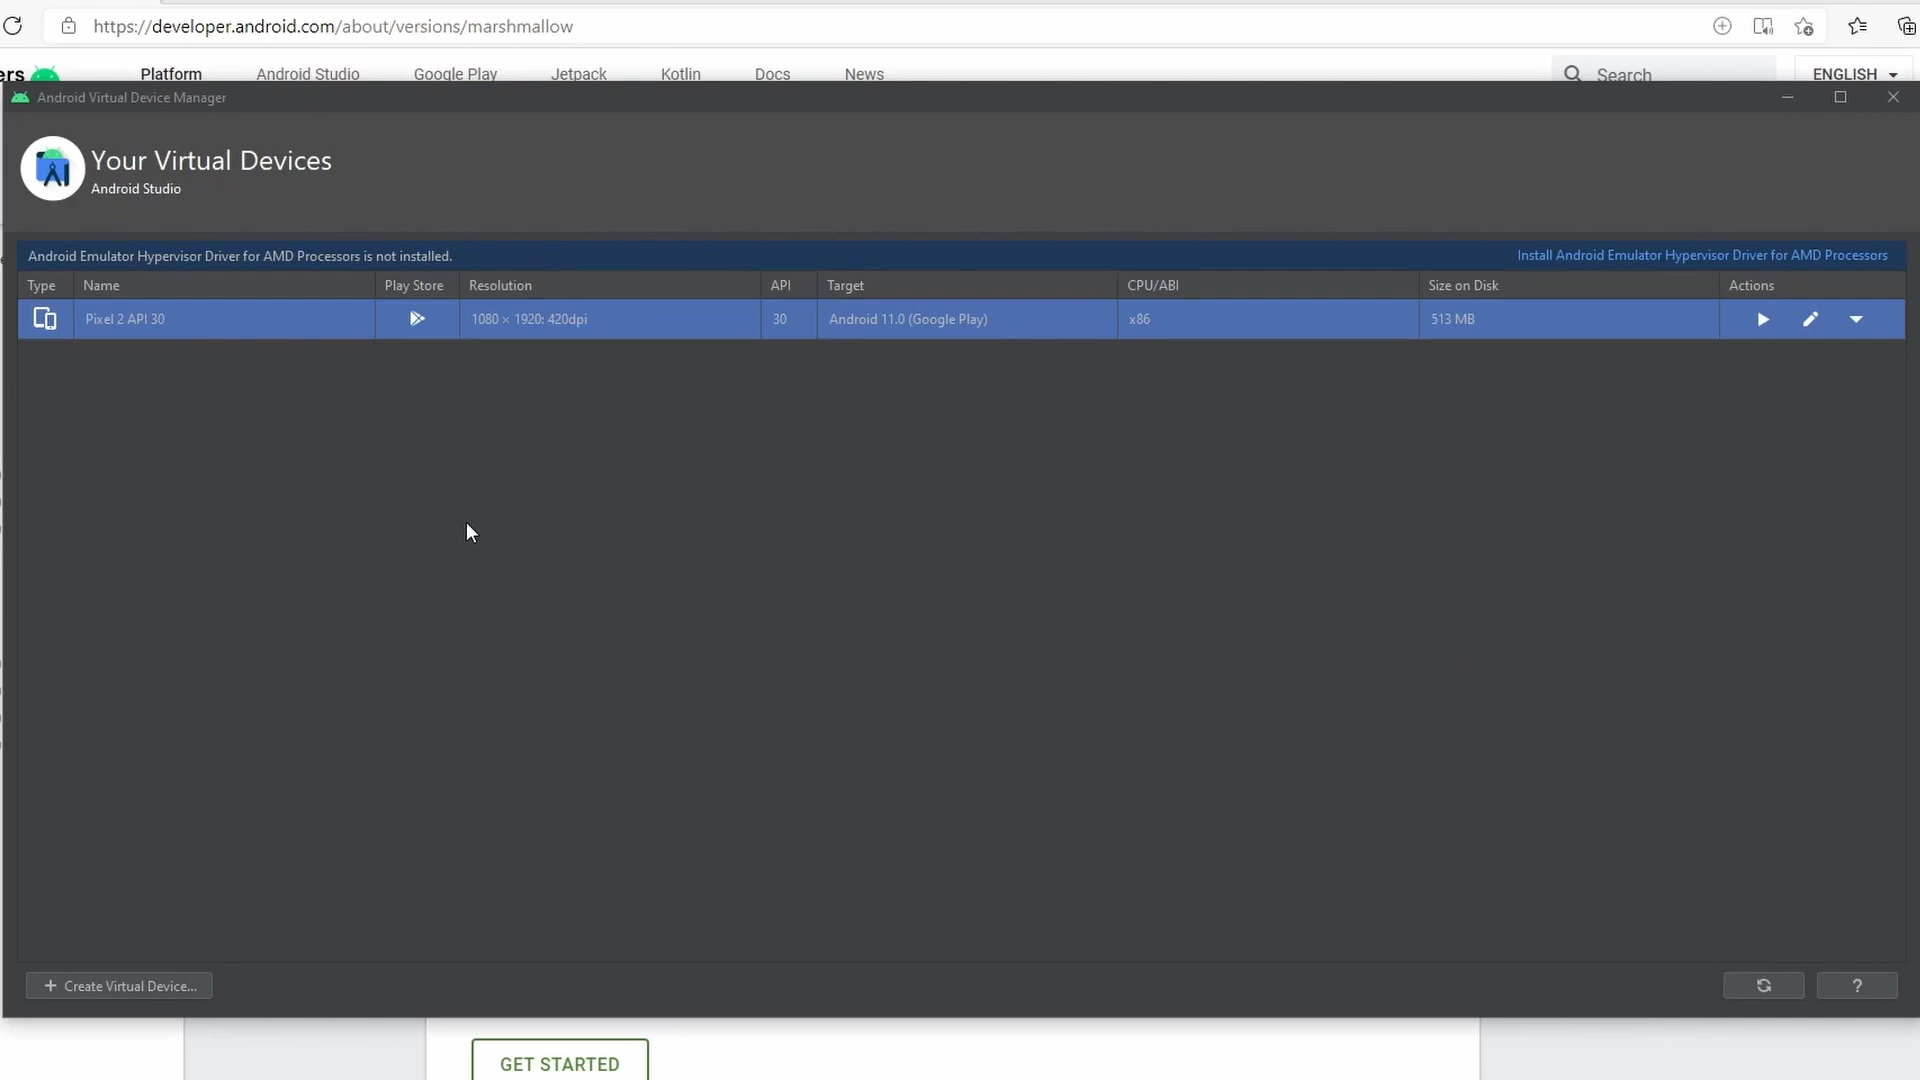 https://developer.android.com/about/versions/marshmallow
ers Platform Android Studio Google Play Jetpack Kotlin Docs News Search ENGLISH
Android Virtual Device Manager
Your Virtual Devices
Android Studio
Android Emulator Hypervisor Driver for AMD Processors is not installed. Install Android Emulator Hypervisor Driver for AMD Processors
Type Name Play Store Resolution API Target CPU/ABI Size on Disk Actions
Pixel 2 API 30 1080 × 1920: 420dpi 30 Android 11.0 (Google Play) x86 513 MB
+ Create Virtual Device... ?
GET STARTED